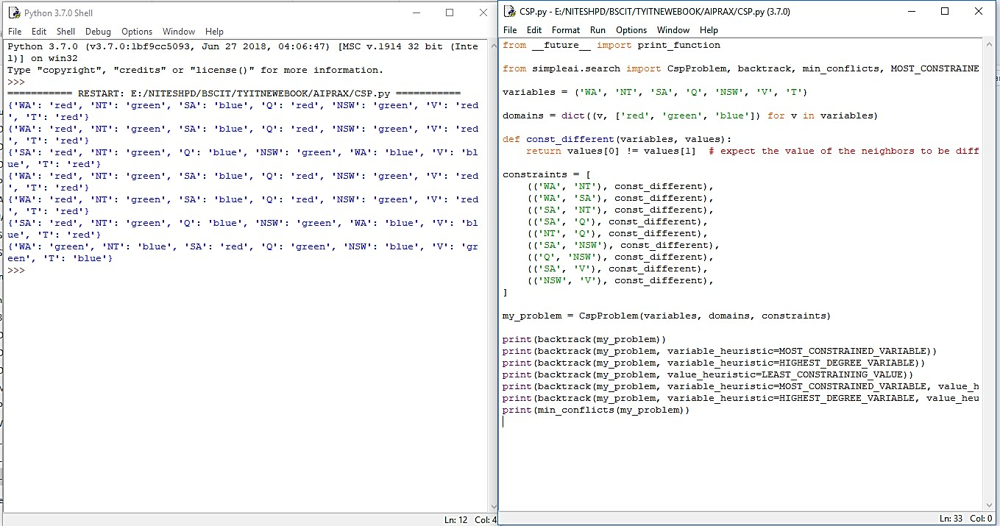 Python 3.7.0 Shell
File Edit Shell Debug Options Window Help
Python 3.7.0 (v3.7.0:1bf9cc5093, Jun 27 2018, 04:06:47) [MSC v.1914 32 bit (Inte
l)] on win32
Type "copyright", "credits" or "license()" for more information.
>>>
=========== RESTART: E:/NITESHPD/BSCIT/TYITNEWEBOOK/AIPRAX/CSP.py ===========
{'WA': 'red', 'NT': 'green', 'SA': 'blue', 'Q': 'red', 'NSW': 'green', 'V': 'red
', 'T': 'red'}
{'WA': 'red', 'NT': 'green', 'SA': 'blue', 'Q': 'red', 'NSW': 'green', 'V': 'red
', 'T': 'red'}
{'SA': 'red', 'NT': 'green', 'Q': 'blue', 'NSW': 'green', 'WA': 'blue', 'V': 'bl
ue', 'T': 'red'}
{'WA': 'red', 'NT': 'green', 'SA': 'blue', 'Q': 'red', 'NSW': 'green', 'V': 'red
', 'T': 'red'}
{'WA': 'red', 'NT': 'green', 'SA': 'blue', 'Q': 'red', 'NSW': 'green', 'V': 'red
', 'T': 'red'}
{'SA': 'red', 'NT': 'green', 'Q': 'blue', 'NSW': 'green', 'WA': 'blue', 'V': 'bl
ue', 'T': 'red'}
{'WA': 'green', 'NT': 'blue', 'SA': 'red', 'Q': 'green', 'NSW': 'blue', 'V': 'gr
een', 'T': 'blue'}
>>>
Ln: 12 Col: 4
CSP.py - E:/NITESHPD/BSCIT/TYITNEWEBOOK/AIPRAX/CSP.py (3.7.0)
File Edit Format Run Options Window Help
from __future__ import print_function
from simpleai.search import CspProblem, backtrack, min_conflicts, MOST_CONSTRAINE
variables = ('WA', 'NT', 'SA', 'Q', 'NSW', 'V', 'T')
domains = dict((v, ['red', 'green', 'blue']) for v in variables)
def const_different(variables, values):
    return values[0] != values[1]  # expect the value of the neighbors to be diff
constraints = [
    (('WA', 'NT'), const_different),
    (('WA', 'SA'), const_different),
    (('SA', 'NT'), const_different),
    (('SA', 'Q'), const_different),
    (('NT', 'Q'), const_different),
    (('SA', 'NSW'), const_different),
    (('Q', 'NSW'), const_different),
    (('SA', 'V'), const_different),
    (('NSW', 'V'), const_different),
]
my_problem = CspProblem(variables, domains, constraints)
print(backtrack(my_problem))
print(backtrack(my_problem, variable_heuristic=MOST_CONSTRAINED_VARIABLE))
print(backtrack(my_problem, variable_heuristic=HIGHEST_DEGREE_VARIABLE))
print(backtrack(my_problem, value_heuristic=LEAST_CONSTRAINING_VALUE))
print(backtrack(my_problem, variable_heuristic=MOST_CONSTRAINED_VARIABLE, value_h
print(backtrack(my_problem, variable_heuristic=HIGHEST_DEGREE_VARIABLE, value_heu
print(min_conflicts(my_problem))
Ln: 33 Col: 0